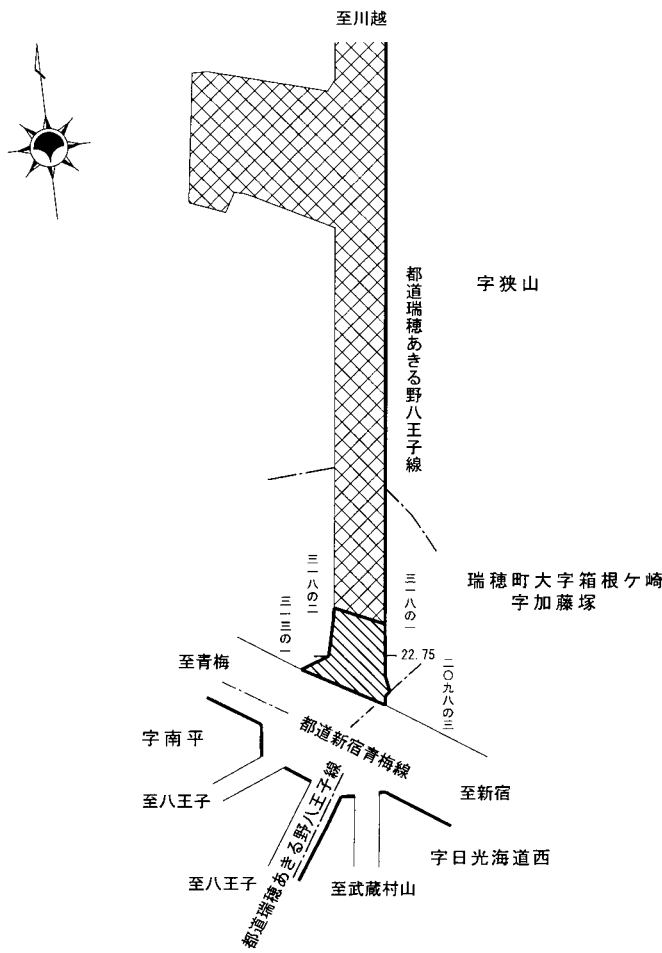 至川越
字狭山
都道瑞穂あきる野八王子線
瑞穂町大字箱根ケ崎
字加藤塚
三一八の二
三一三の一
三一八の一
22.75
二〇九八の三
至青梅
都道新宿青梅線
字南平
至八王子
至新宿
字日光海道西
至八王子
都道瑞穂あきる野八王子線
至武蔵村山